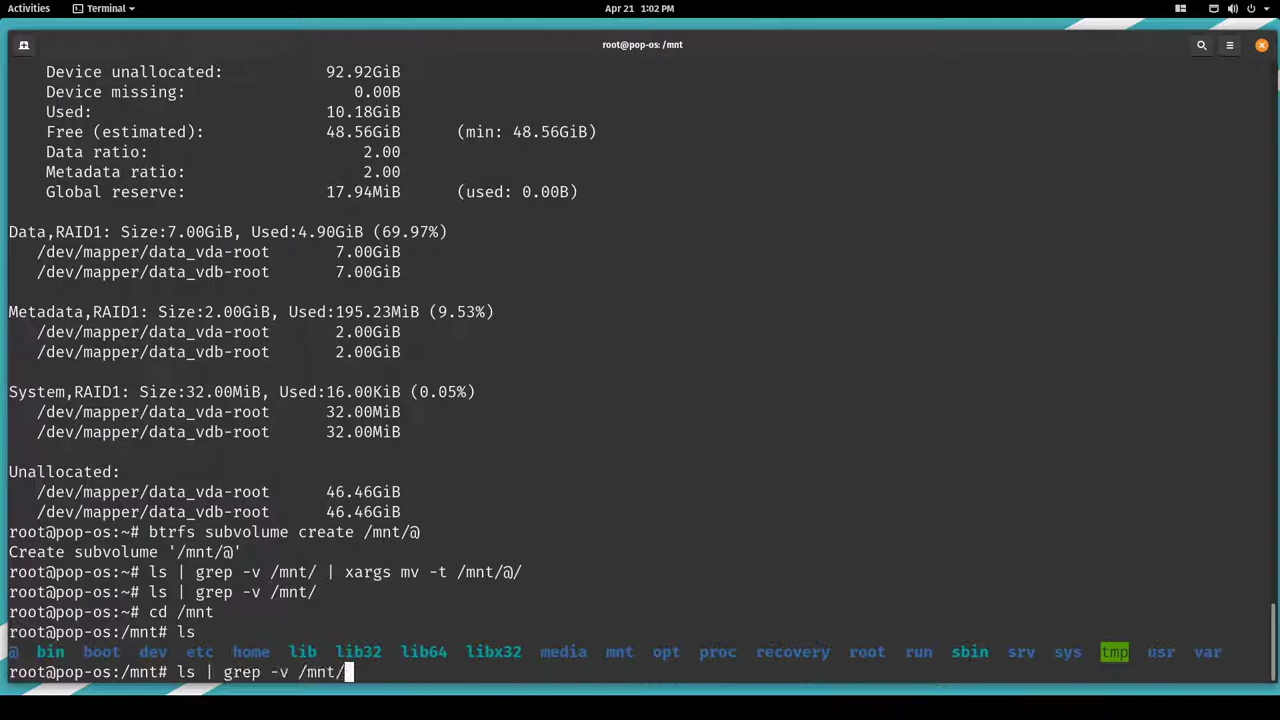 Activities Terminal Apr 21 1:02 PM
root@pop-os: /mnt
Device unallocated: 92.92GiB
Device missing: 0.00B
Used: 10.18GiB
Free (estimated): 48.56GiB (min: 48.56GiB)
Data ratio: 2.00
Metadata ratio: 2.00
Global reserve: 17.94MiB (used: 0.00B)
Data,RAID1: Size:7.00GiB, Used:4.90GiB (69.97%)
/dev/mapper/data_vda-root 7.00GiB
/dev/mapper/data_vdb-root 7.00GiB
Metadata,RAID1: Size:2.00GiB, Used:195.23MiB (9.53%)
/dev/mapper/data_vda-root 2.00GiB
/dev/mapper/data_vdb-root 2.00GiB
System,RAID1: Size:32.00MiB, Used:16.00KiB (0.05%)
/dev/mapper/data_vda-root 32.00MiB
/dev/mapper/data_vdb-root 32.00MiB
Unallocated:
/dev/mapper/data_vda-root 46.46GiB
/dev/mapper/data_vdb-root 46.46GiB
root@pop-os:~# btrfs subvolume create /mnt/@
Create subvolume '/mnt/@'
root@pop-os:~# ls | grep -v /mnt/ | xargs mv -t /mnt/@/
root@pop-os:~# ls | grep -v /mnt/
root@pop-os:~# cd /mnt
root@pop-os:/mnt# ls
@ bin boot dev etc home lib lib32 lib64 libx32 media mnt opt proc recovery root run sbin srv sys tmp usr var
root@pop-os:/mnt# ls | grep -v /mnt/